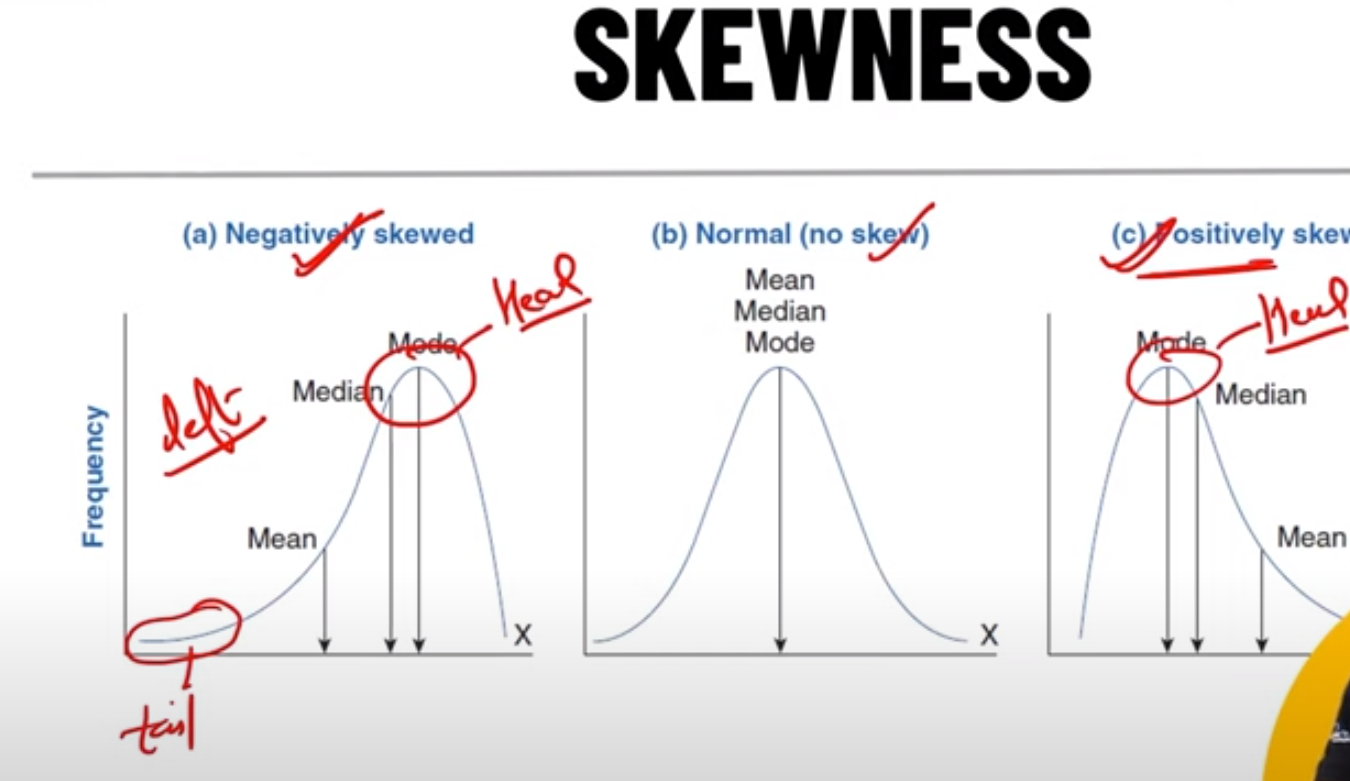 SKEWNESS
(a) Negatively skewed
(b) Normal (no skew)
(c) Positively skew
Head
Mean
Median
Mode
Mode
Median
Mean
left
Frequency
X
tail
X
Head
Mode
Median
Mean